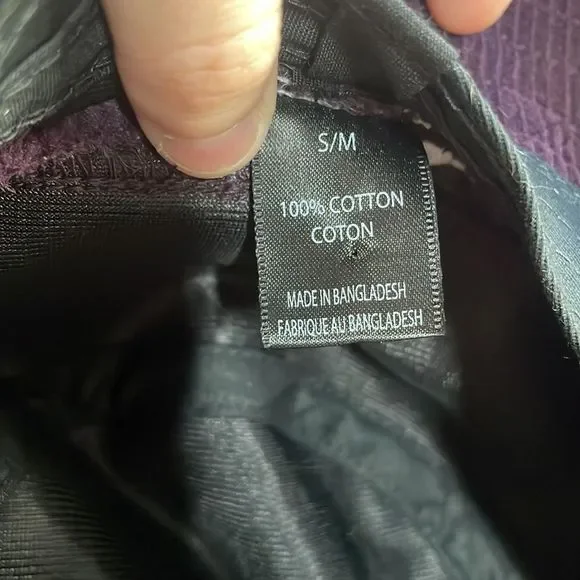 S/M
100% COTTON
COTON
MADE IN BANGLADESH
FABRIQUE AU BANGLADESH